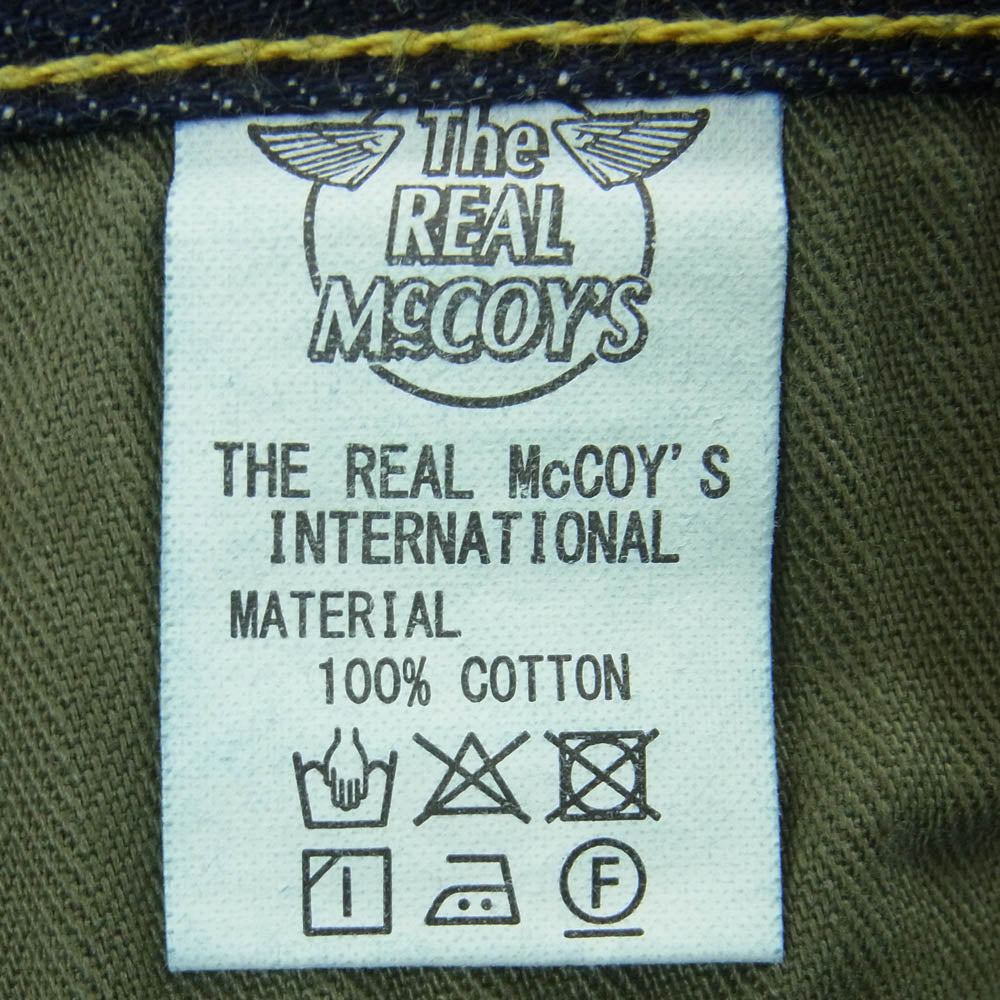 The
REAL
McCOY'S
THE REAL McCOY'S
INTERNATIONAL
MATERIAL
100% COTTON
F